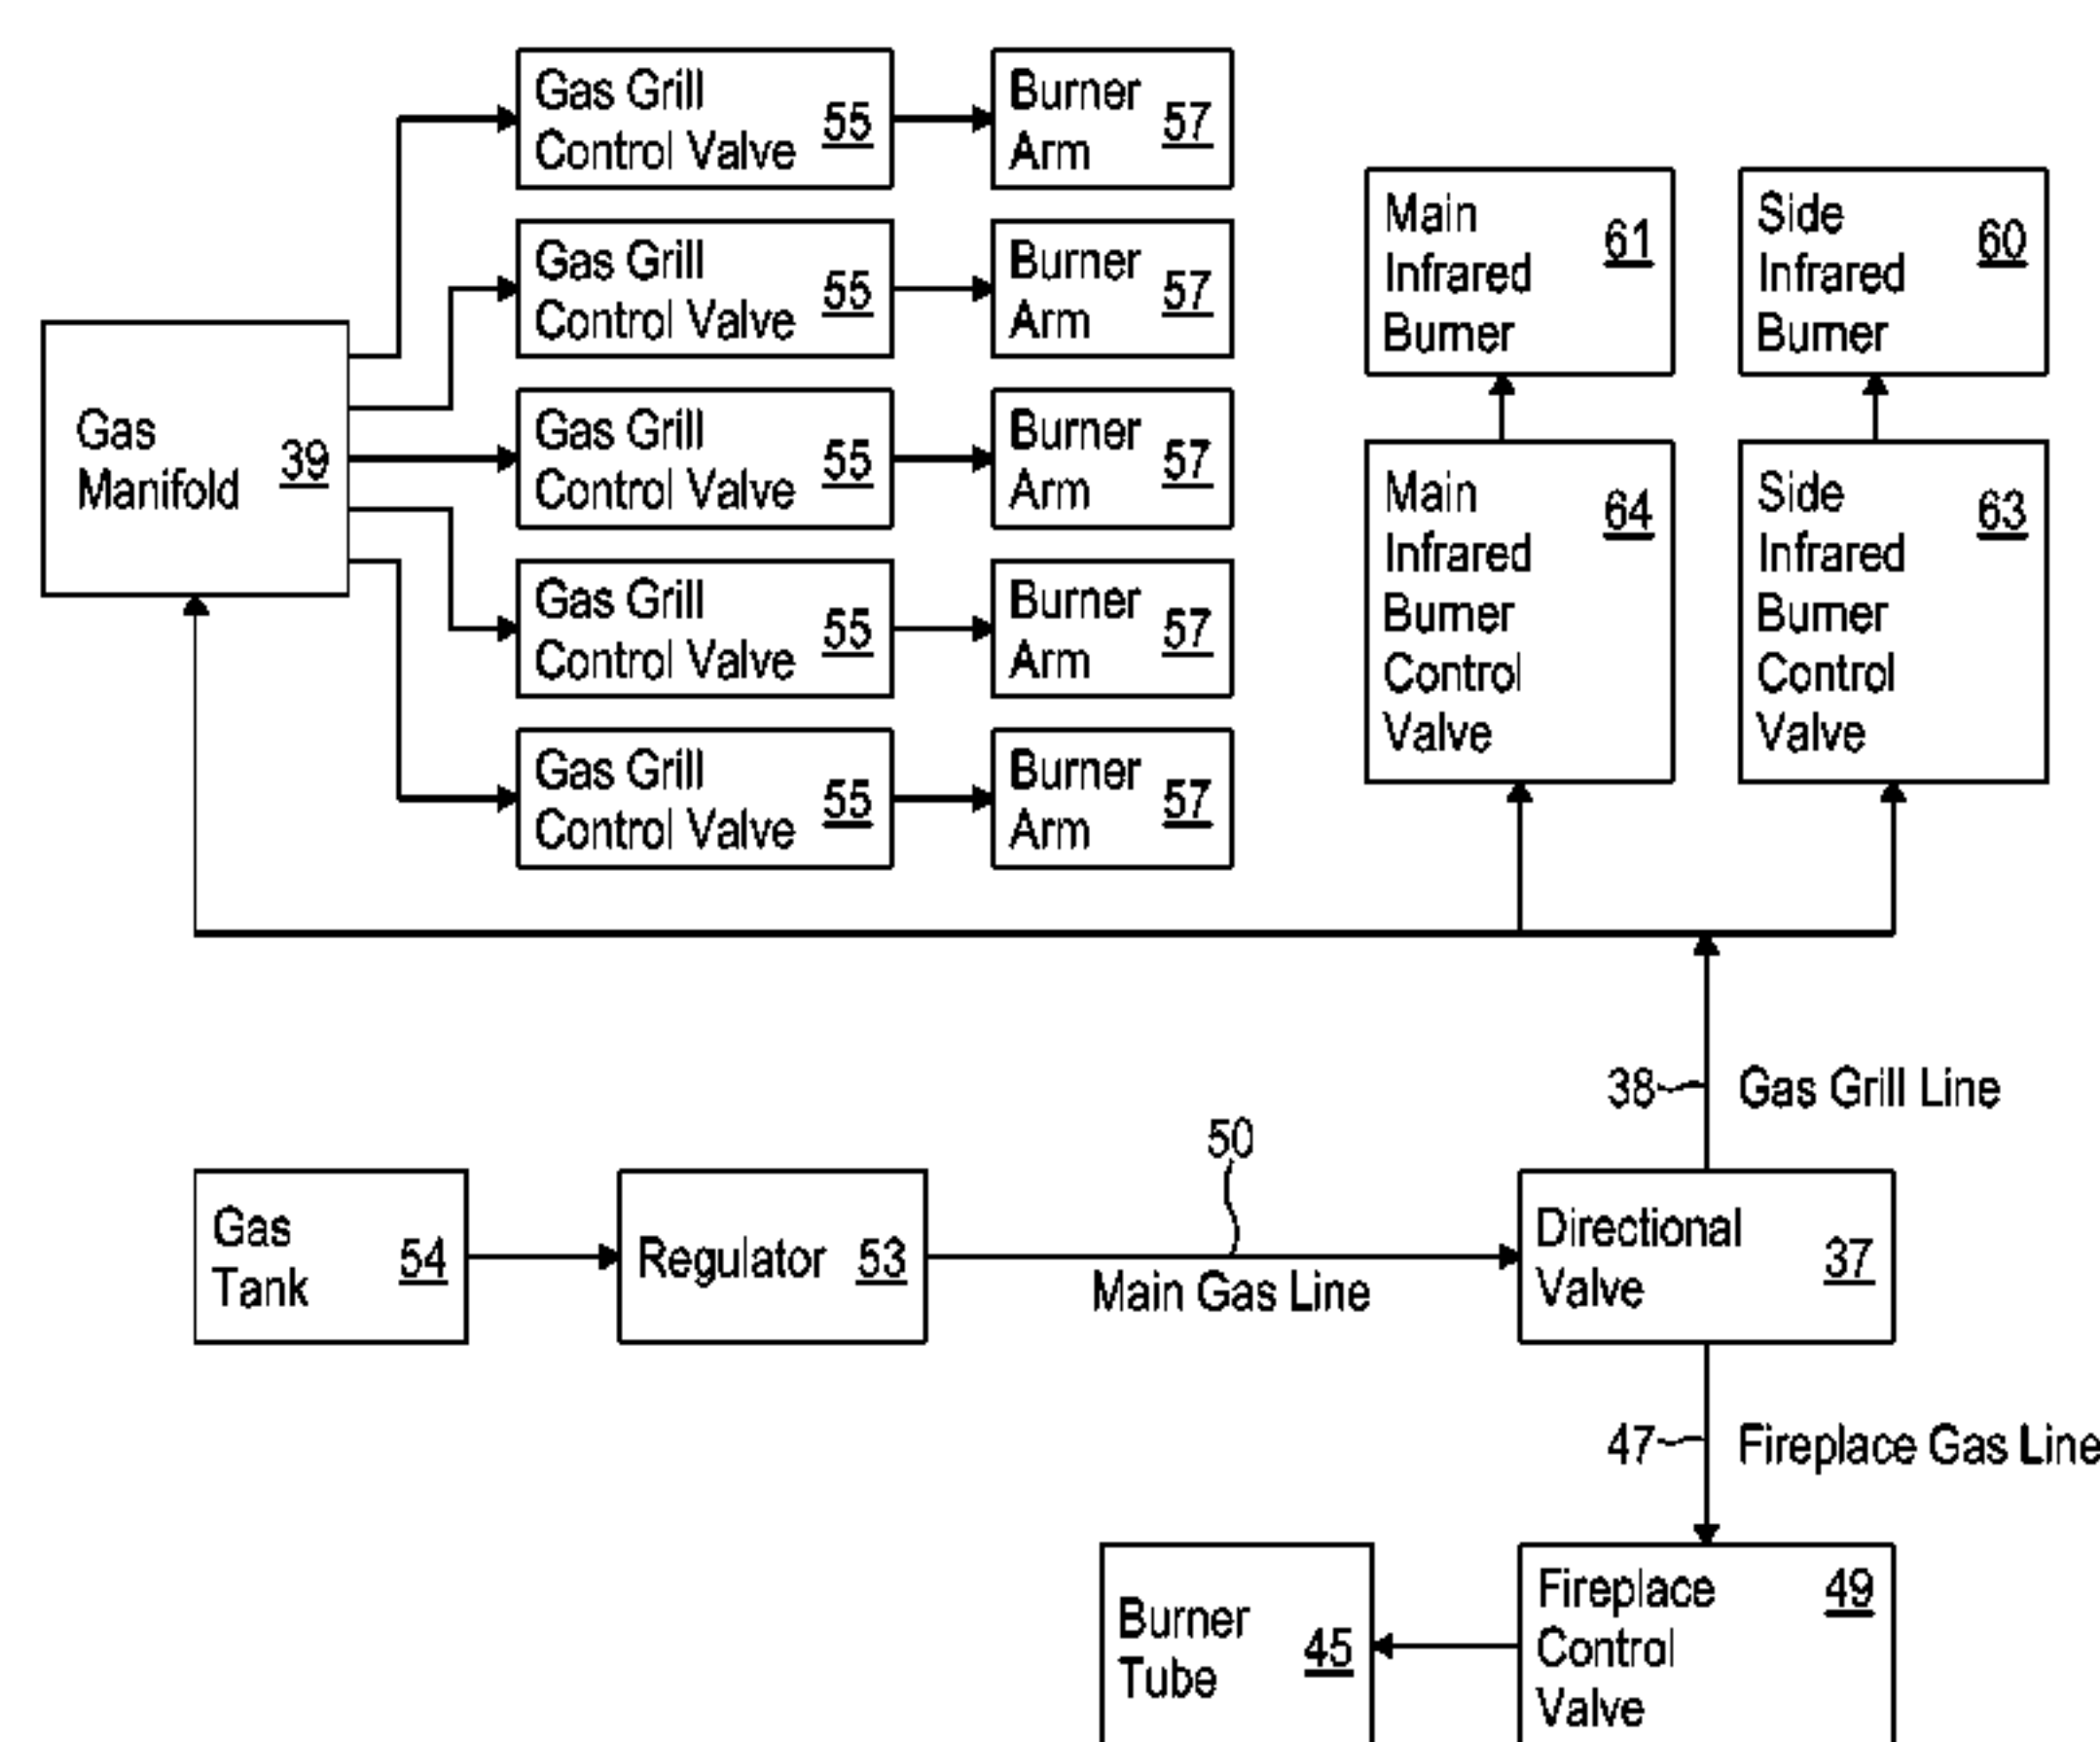 Gas Grill
Control Valve 55
Burner
Arm 57
Gas Grill
Control Valve 55
Burner
Arm 57
Gas Grill
Control Valve 55
Burner
Arm 57
Gas Grill
Control Valve 55
Burner
Arm 57
Gas Grill
Control Valve 55
Burner
Arm 57
Gas
Manifold 39
Main
Infrared
Burner
61
Side
Infrared
Burner
60
Main
Infrared
Burner
Control
Valve
64
Side
Infrared
Burner
Control
Valve
63
38 Gas Grill Line
Gas
Tank 54
Regulator 53
50
Main Gas Line
Directional
Valve 37
47 Fireplace Gas Line
Burner
Tube 45
Fireplace
Control
Valve
49